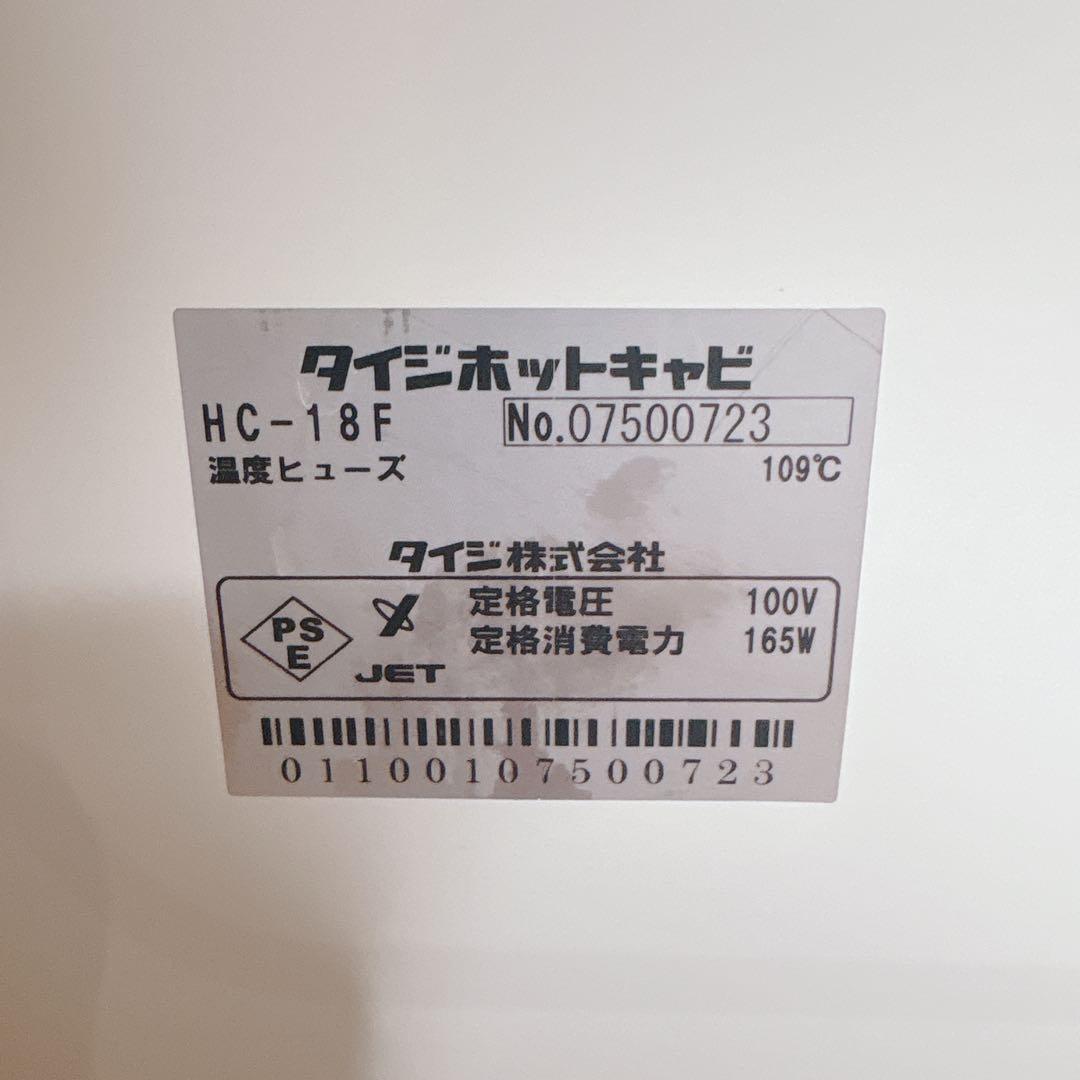 タイジホットキャビ
HC-18F No.07500723
温度ヒューズ 109℃
タイジ株式会社
PS
E
JET
定格電圧 100V
定格消費電力 165W
01100107500723